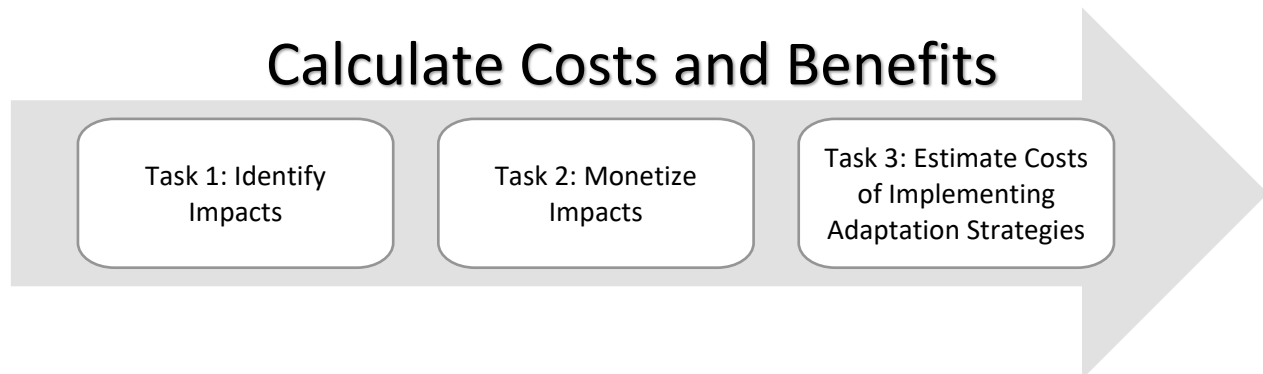 Calculate Costs and Benefits
Task 1: Identify
Impacts
Task 2: Monetize
Impacts
Task 3: Estimate Costs
of Implementing
Adaptation Strategies